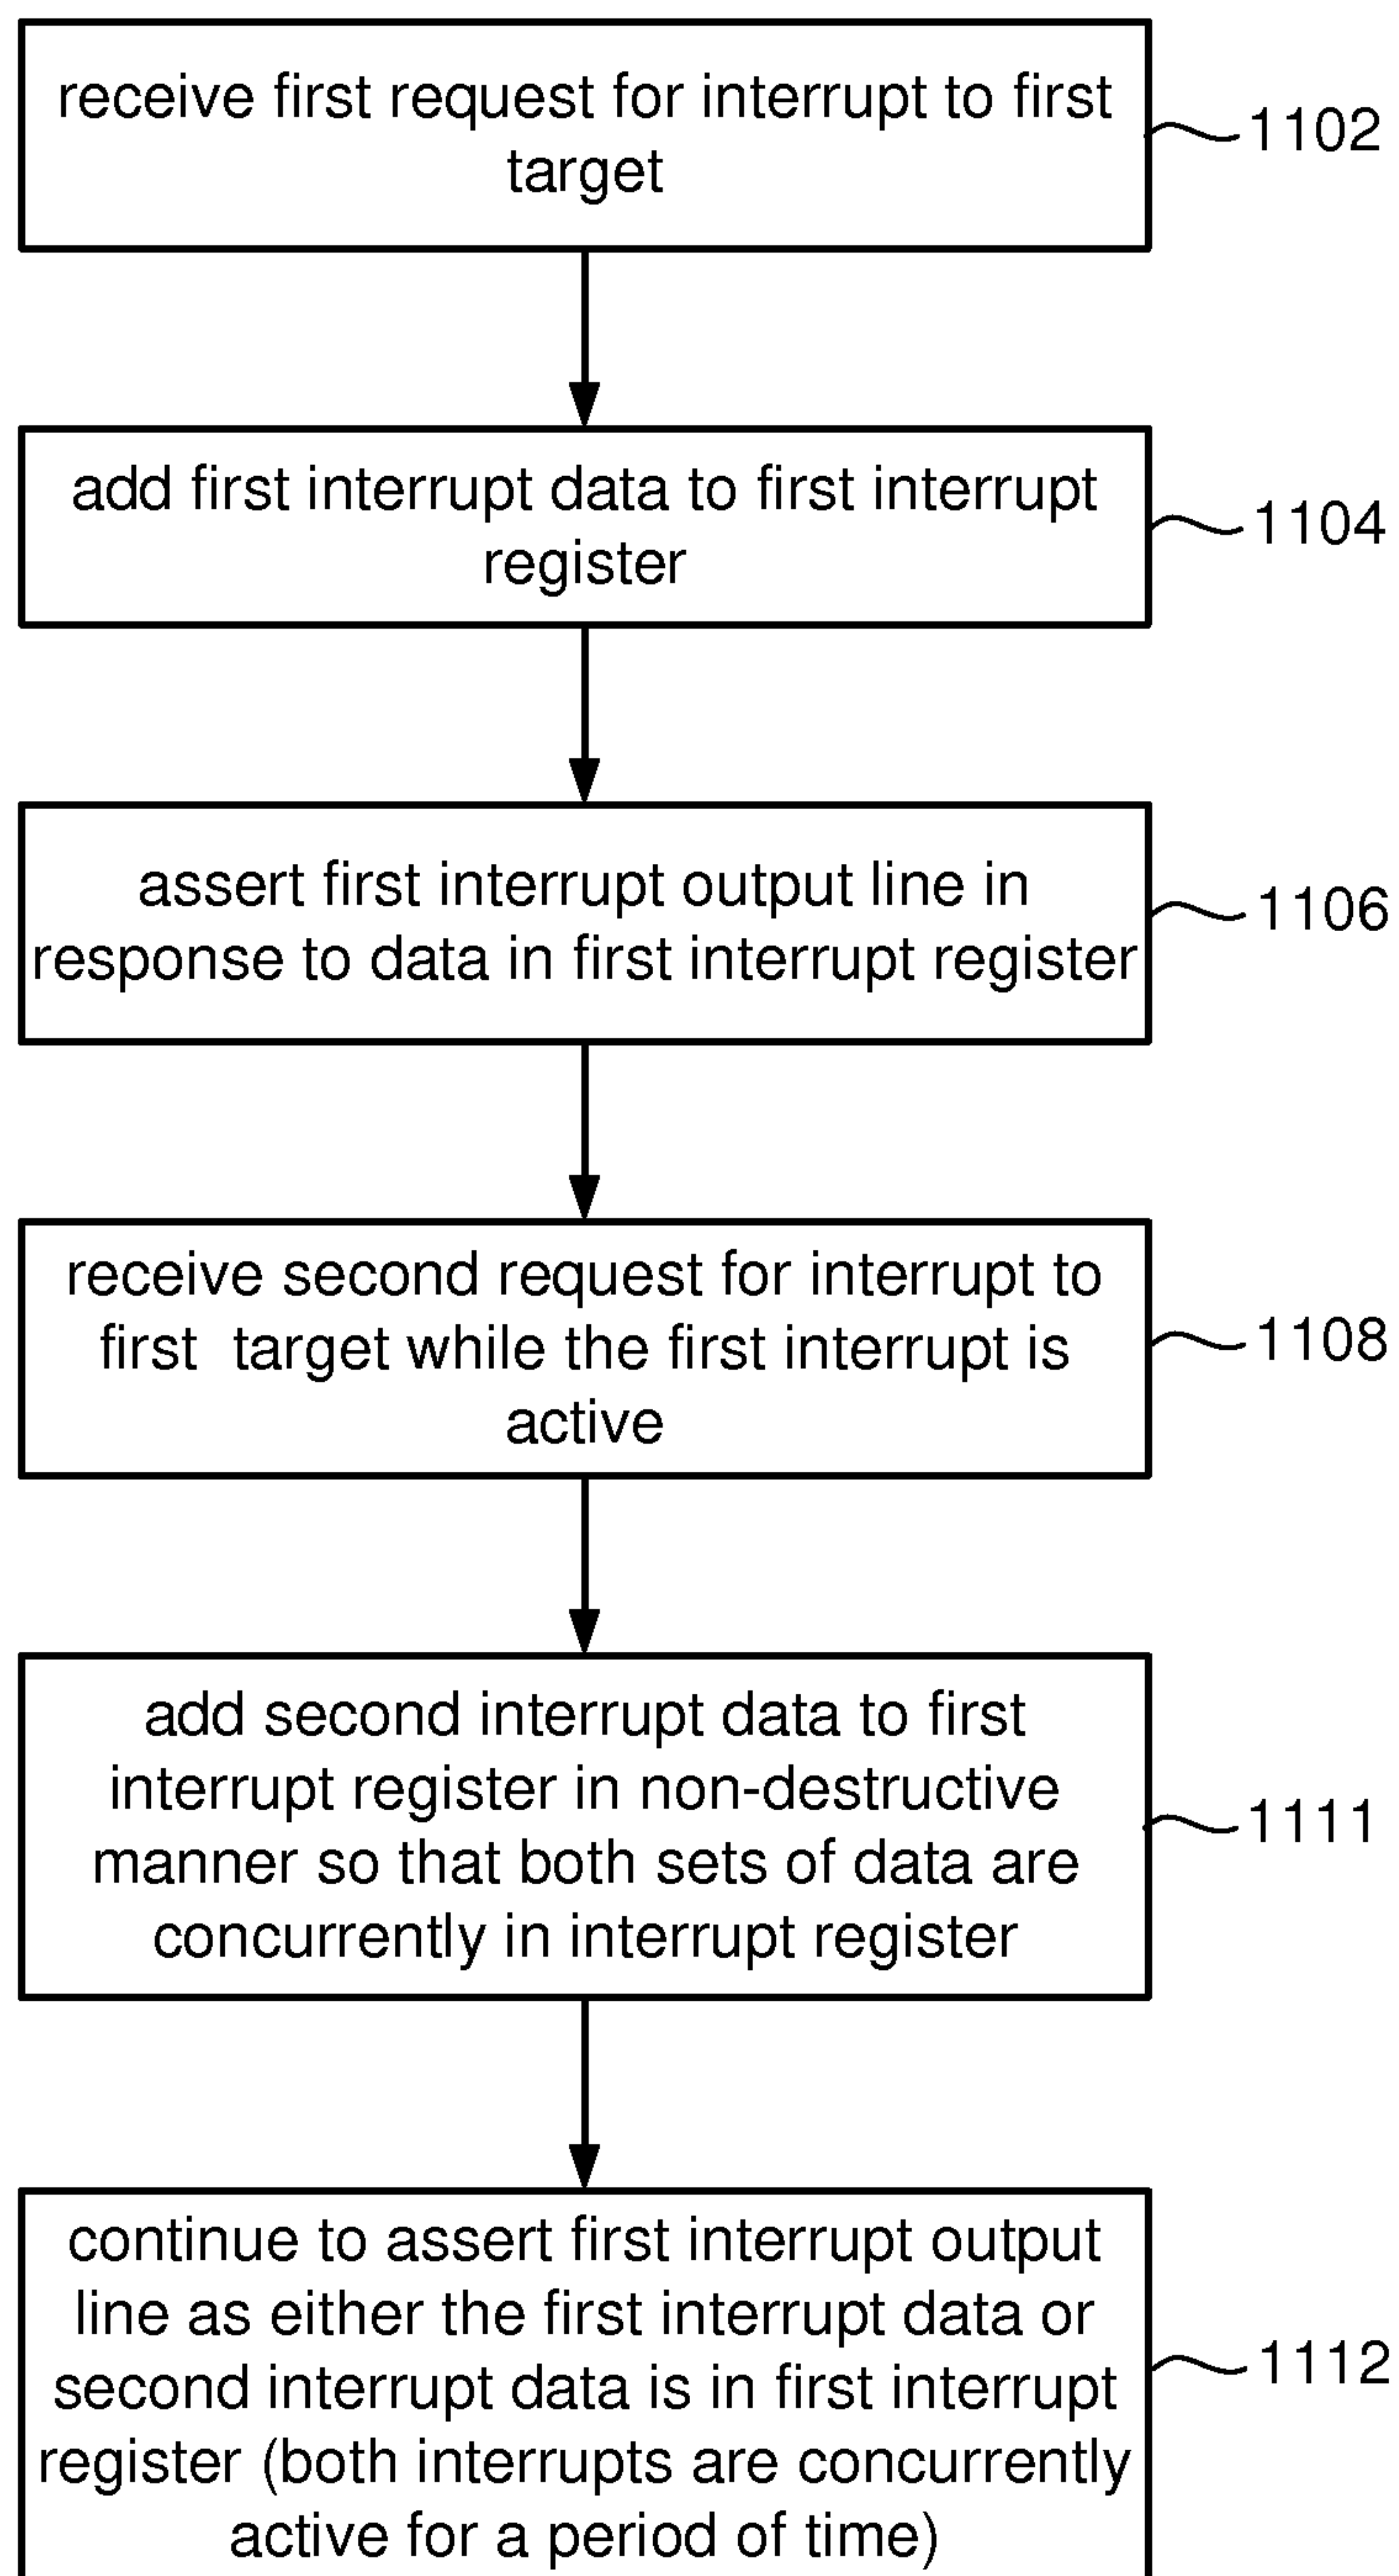 receive first request for interrupt to first
target
1102
add first interrupt data to first interrupt
register
1104
assert first interrupt output line in
response to data in first interrupt register
1106
receive second request for interrupt to
first  target while the first interrupt is
active
1108
add second interrupt data to first
interrupt register in non-destructive
manner so that both sets of data are
concurrently in interrupt register
1111
continue to assert first interrupt output
line as either the first interrupt data or
second interrupt data is in first interrupt
register (both interrupts are concurrently
active for a period of time)
1112